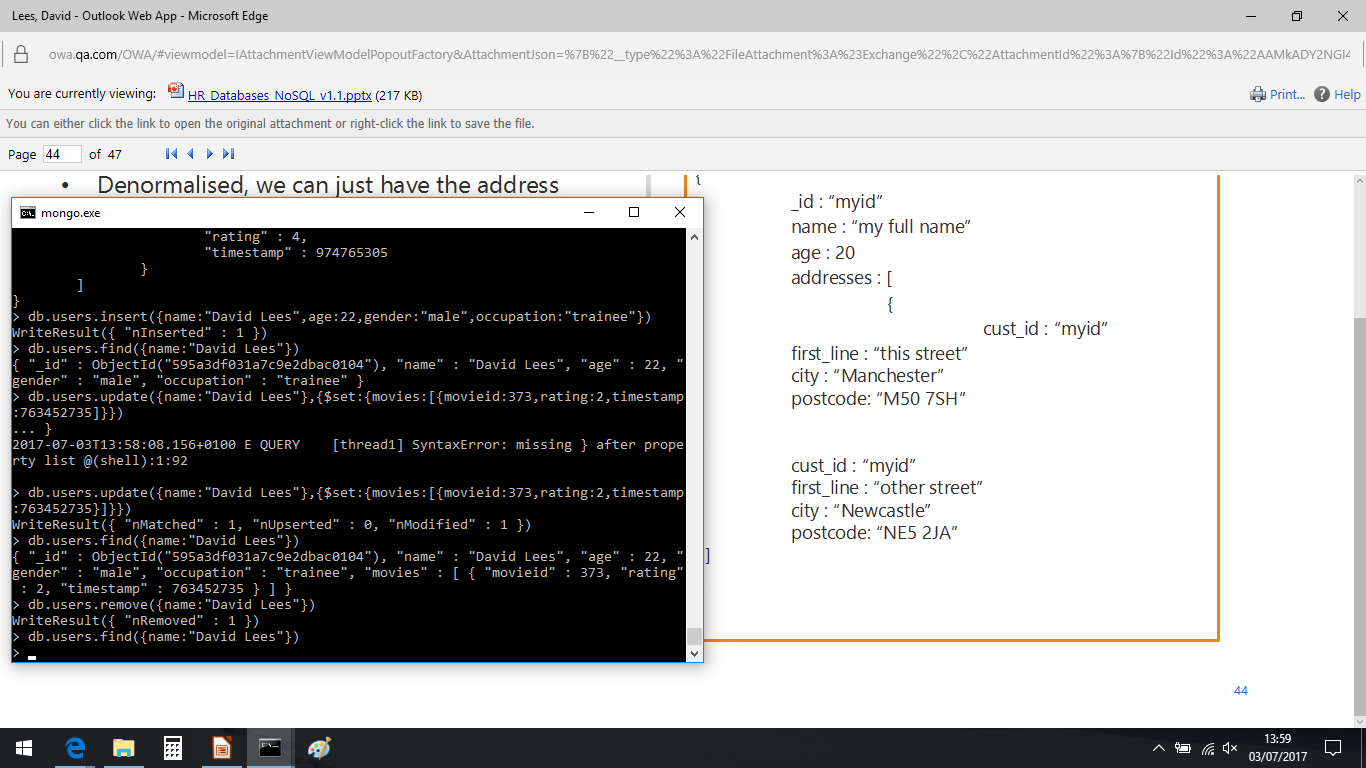 Lees, David - Outlook Web App - Microsoft Edge
owa.qa.com/OWA/#viewmodel=IAttachmentViewModelPopoutFactory&AttachmentJson=%7B%22__type%22%3A%22FileAttachment%3A%23Exchange%22%2C%22AttachmentId%22%3A%7B%22Id%22%3A%22AAMkADY2NGI4
You are currently viewing: HR_Databases_NoSQL_v1.1.pptx (217 KB)
Print... Help
You can either click the link to open the original attachment or right-click the link to save the file.
Page 44 of 47
• Denormalised, we can just have the address
mongo.exe
"rating" : 4,
"timestamp" : 974765305
}
]
}
> db.users.insert({name:"David Lees",age:22,gender:"male",occupation:"trainee"})
WriteResult({ "nInserted" : 1 })
> db.users.find({name:"David Lees"})
{ "_id" : ObjectId("595a3df031a7c9e2dbac0104"), "name" : "David Lees", "age" : 22, "
gender" : "male", "occupation" : "trainee" }
> db.users.update({name:"David Lees"},{$set:{movies:[{movieid:373,rating:2,timestamp
:763452735]}})
... }
2017-07-03T13:58:08.156+0100 E QUERY    [thread1] SyntaxError: missing } after prope
rty list @(shell):1:92
> db.users.update({name:"David Lees"},{$set:{movies:[{movieid:373,rating:2,timestamp
:763452735}]}})
WriteResult({ "nMatched" : 1, "nUpserted" : 0, "nModified" : 1 })
> db.users.find({name:"David Lees"})
{ "_id" : ObjectId("595a3df031a7c9e2dbac0104"), "name" : "David Lees", "age" : 22, "
gender" : "male", "occupation" : "trainee", "movies" : [ { "movieid" : 373, "rating"
: 2, "timestamp" : 763452735 } ] }
> db.users.remove({name:"David Lees"})
WriteResult({ "nRemoved" : 1 })
> db.users.find({name:"David Lees"})
>
{
_id : “myid”
name : “my full name”
age : 20
addresses : [
{
cust_id : “myid”
first_line : “this street”
city : “Manchester”
postcode: “M50 7SH”
cust_id : “myid”
first_line : “other street”
city : “Newcastle”
postcode: “NE5 2JA”
]
44
13:59
03/07/2017